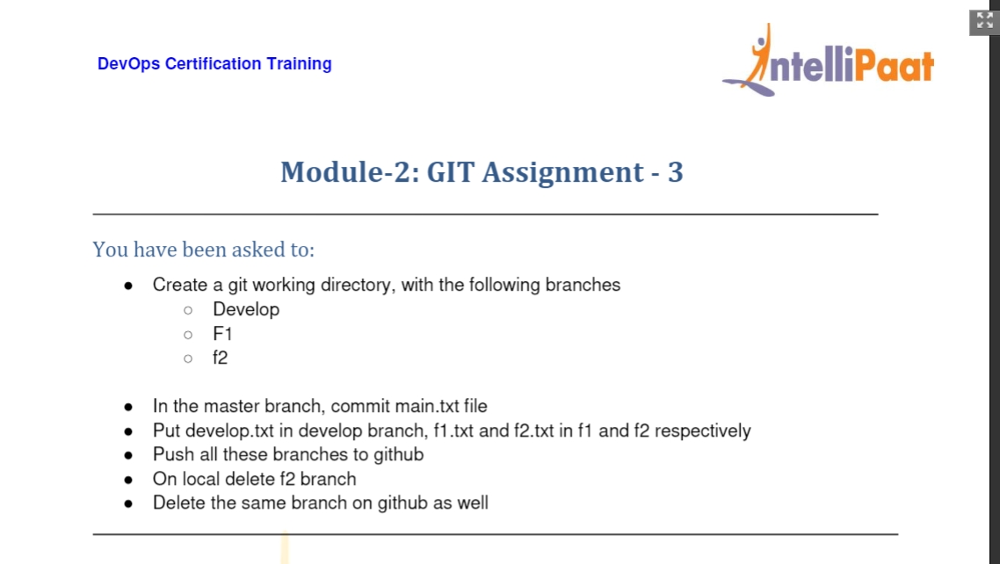 DevOps Certification Training
IntelliPaat
Module-2: GIT Assignment - 3
You have been asked to:
● Create a git working directory, with the following branches
○ Develop
○ F1
○ f2
● In the master branch, commit main.txt file
● Put develop.txt in develop branch, f1.txt and f2.txt in f1 and f2 respectively
● Push all these branches to github
● On local delete f2 branch
● Delete the same branch on github as well